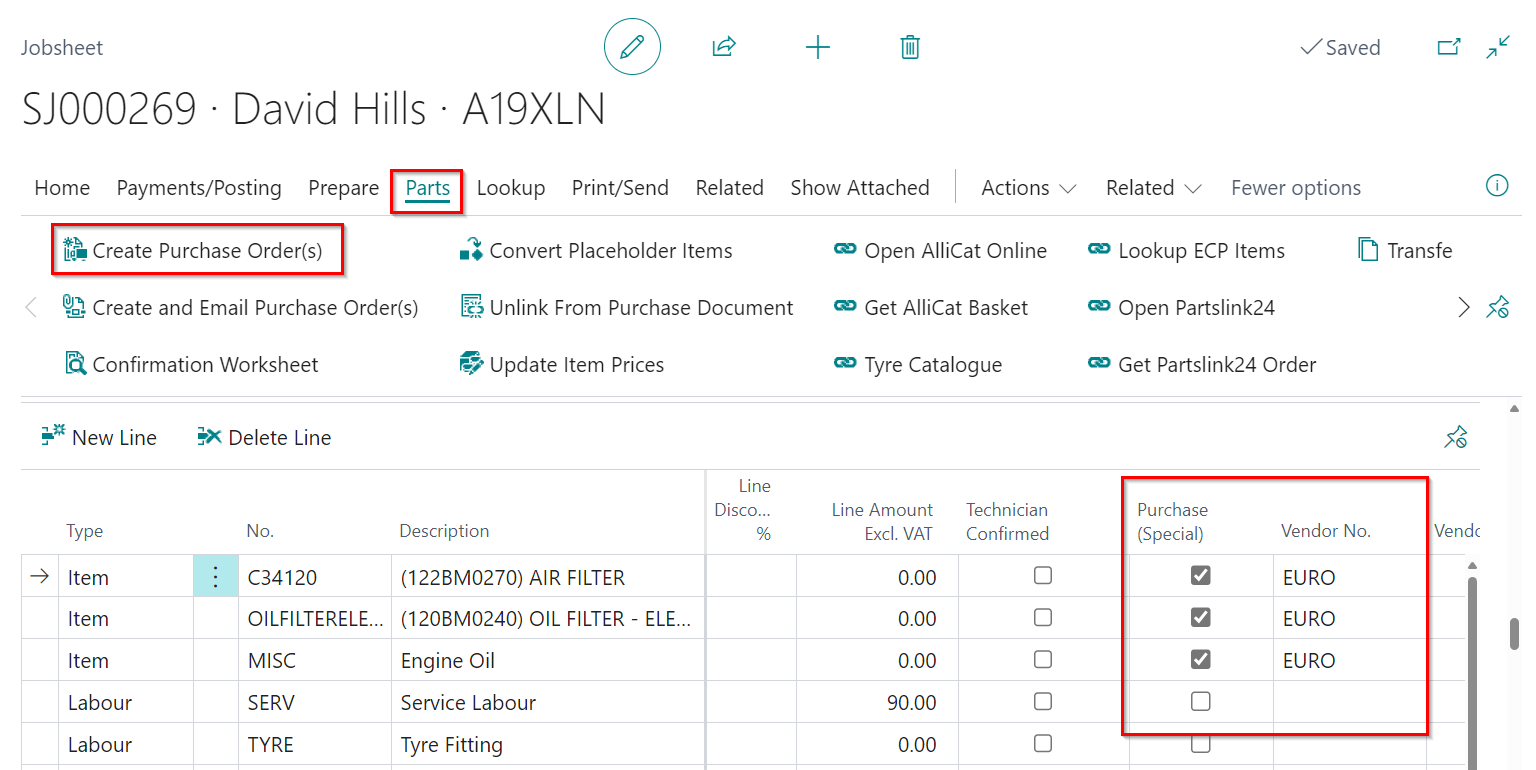 Jobsheet
Saved
SJ000269 · David Hills · A19XLN
Home Payments/Posting Prepare Parts Lookup Print/Send Related Show Attached Actions Related Fewer options
Create Purchase Order(s) Convert Placeholder Items Open AlliCat Online Lookup ECP Items Transfe
Create and Email Purchase Order(s) Unlink From Purchase Document Get AlliCat Basket Open Partslink24
Confirmation Worksheet Update Item Prices Tyre Catalogue Get Partslink24 Order
New Line Delete Line
Line
Disco...
%
Line Amount
Excl. VAT
Technician
Confirmed
Purchase
(Special)
Type No. Description Vendor No. Vendo
Item C34120 (122BM0270) AIR FILTER 0.00 EURO
Item OILFILTERELE... (120BM0240) OIL FILTER - ELE... 0.00 EURO
Item MISC Engine Oil 0.00 EURO
Labour SERV Service Labour 90.00
Labour TYRE Tyre Fitting 0.00